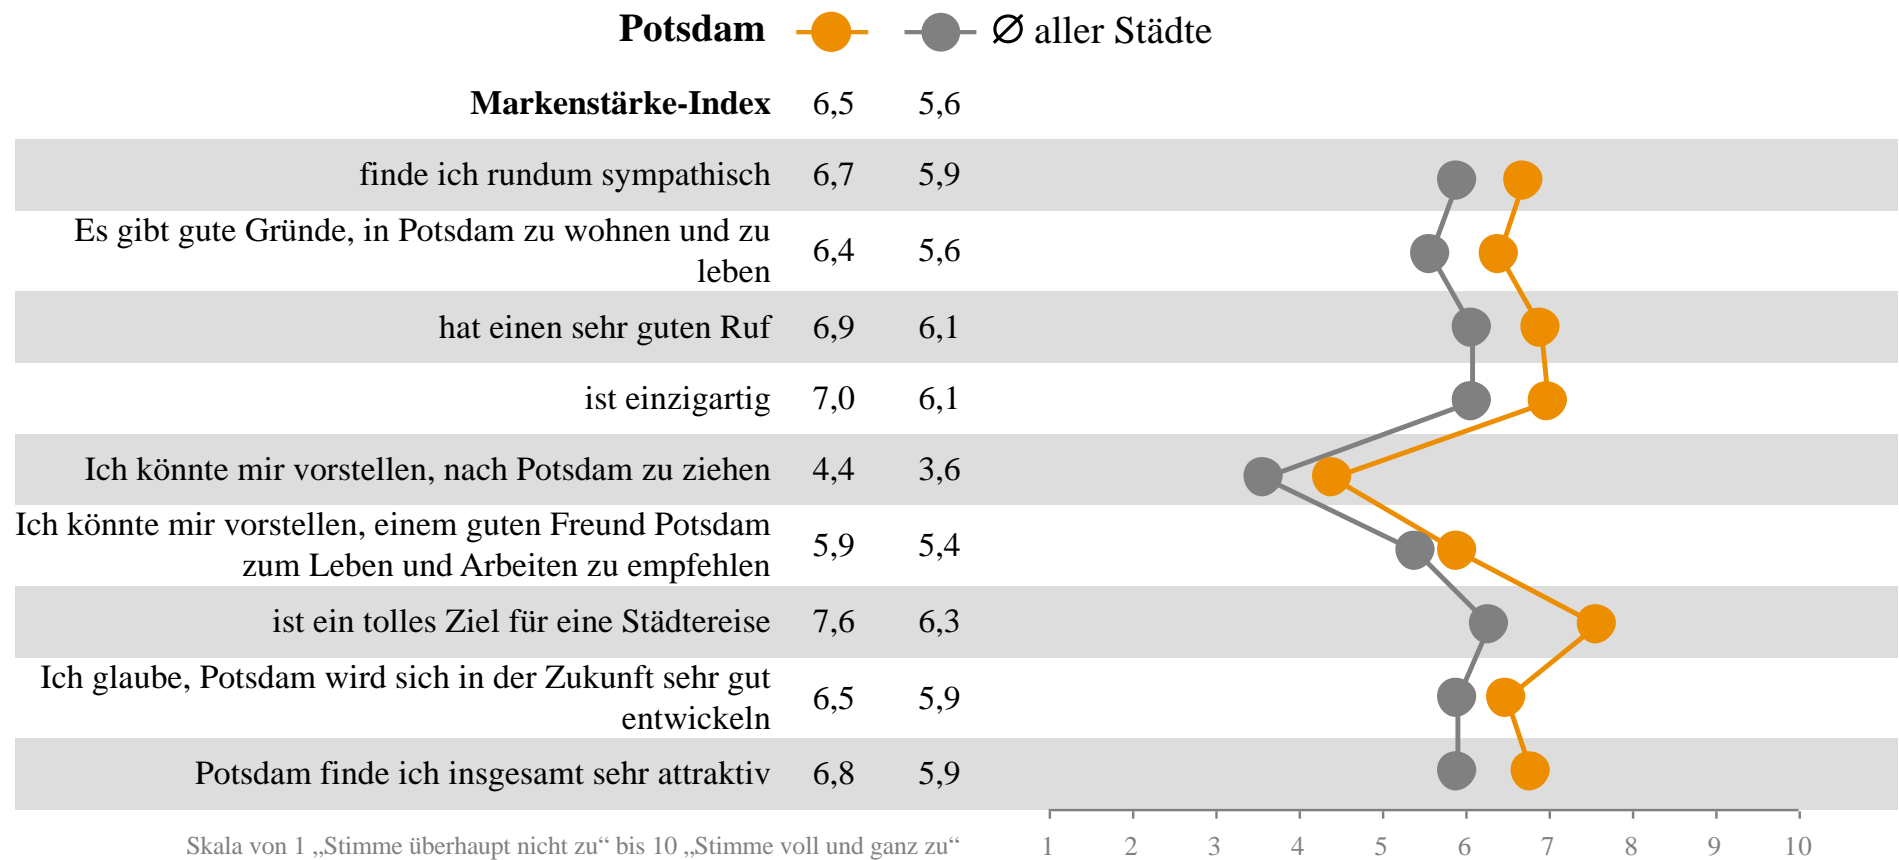 Potsdam Ø aller Städte
Markenstärke-Index 6,5 5,6
finde ich rundum sympathisch 6,7 5,9
Es gibt gute Gründe, in Potsdam zu wohnen und zu
leben 6,4 5,6
hat einen sehr guten Ruf 6,9 6,1
ist einzigartig 7,0 6,1
Ich könnte mir vorstellen, nach Potsdam zu ziehen 4,4 3,6
Ich könnte mir vorstellen, einem guten Freund Potsdam
zum Leben und Arbeiten zu empfehlen 5,9 5,4
ist ein tolles Ziel für eine Städtereise 7,6 6,3
Ich glaube, Potsdam wird sich in der Zukunft sehr gut
entwickeln 6,5 5,9
Potsdam finde ich insgesamt sehr attraktiv 6,8 5,9
Skala von 1 „Stimme überhaupt nicht zu“ bis 10 „Stimme voll und ganz zu“
1 2 3 4 5 6 7 8 9 10